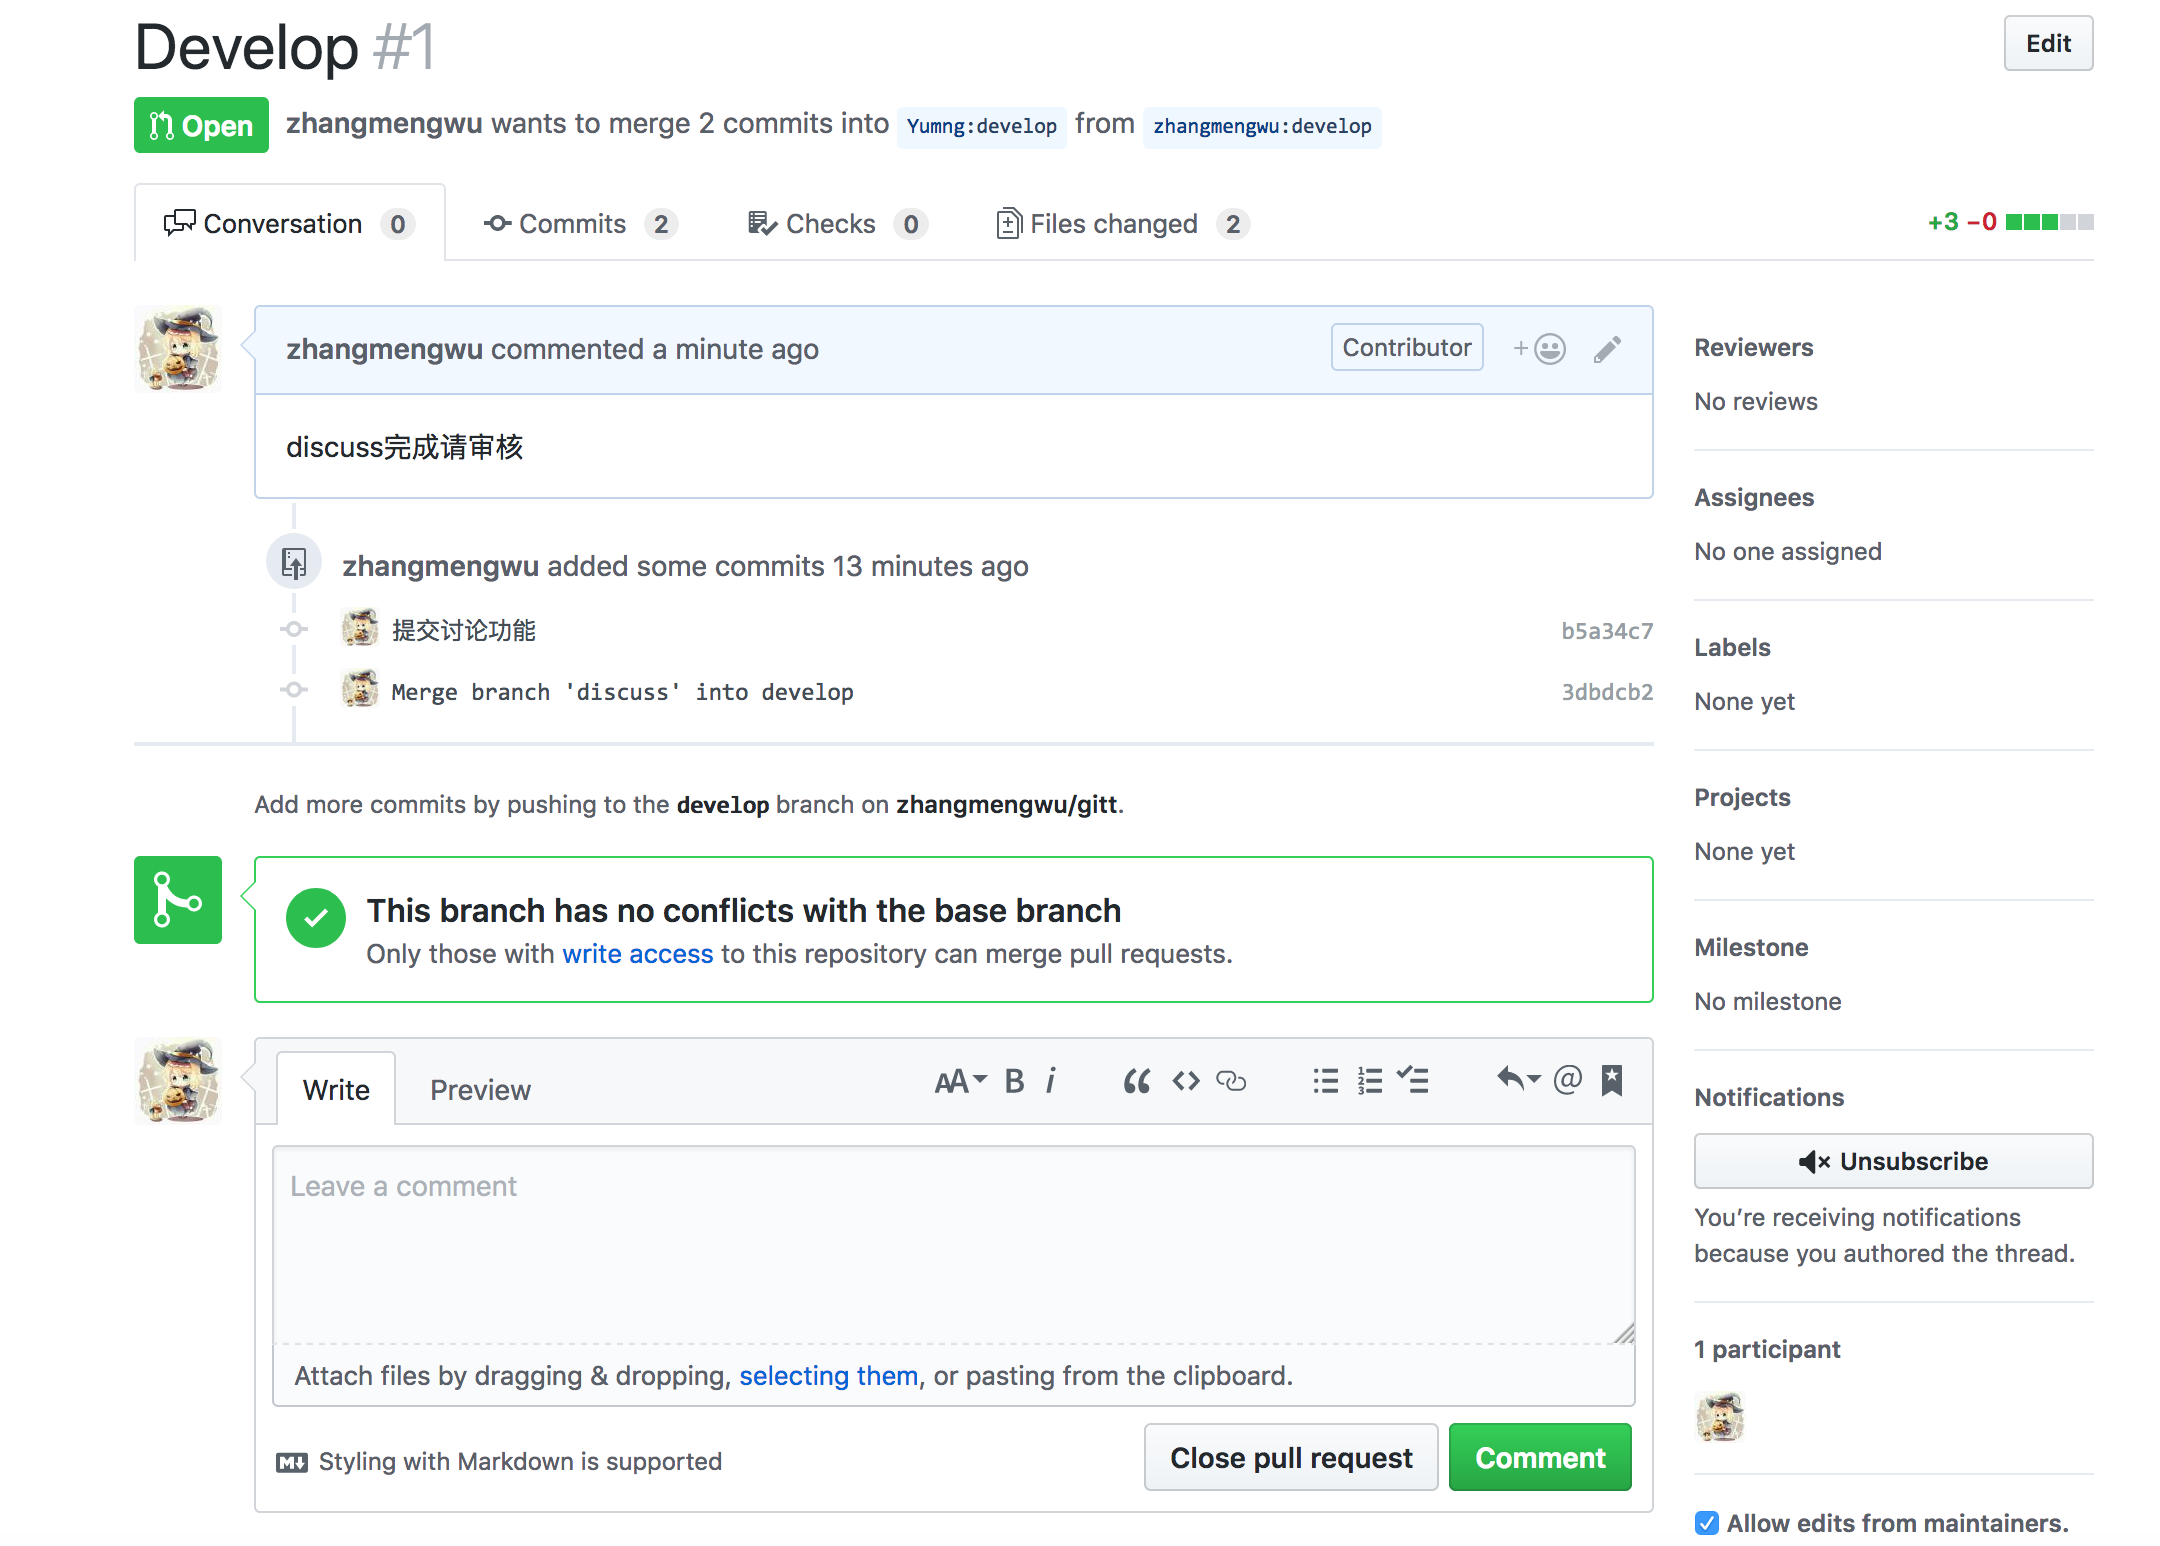 Develop #1
Edit
Open zhangmengwu wants to merge 2 commits into Yumng:develop from zhangmengwu:develop
Conversation 0 Commits 2 Checks 0 Files changed 2 +3 −0
zhangmengwu commented a minute ago Contributor +
discuss完成请审核
zhangmengwu added some commits 13 minutes ago
提交讨论功能 b5a34c7
Merge branch 'discuss' into develop 3dbdcb2
Add more commits by pushing to the develop branch on zhangmengwu/gitt.
This branch has no conflicts with the base branch
Only those with write access to this repository can merge pull requests.
Write Preview AA B i
Leave a comment
Attach files by dragging & dropping, selecting them, or pasting from the clipboard.
Styling with Markdown is supported
Close pull request Comment
Reviewers
No reviews
Assignees
No one assigned
Labels
None yet
Projects
None yet
Milestone
No milestone
Notifications
Unsubscribe
You’re receiving notifications
because you authored the thread.
1 participant
Allow edits from maintainers.